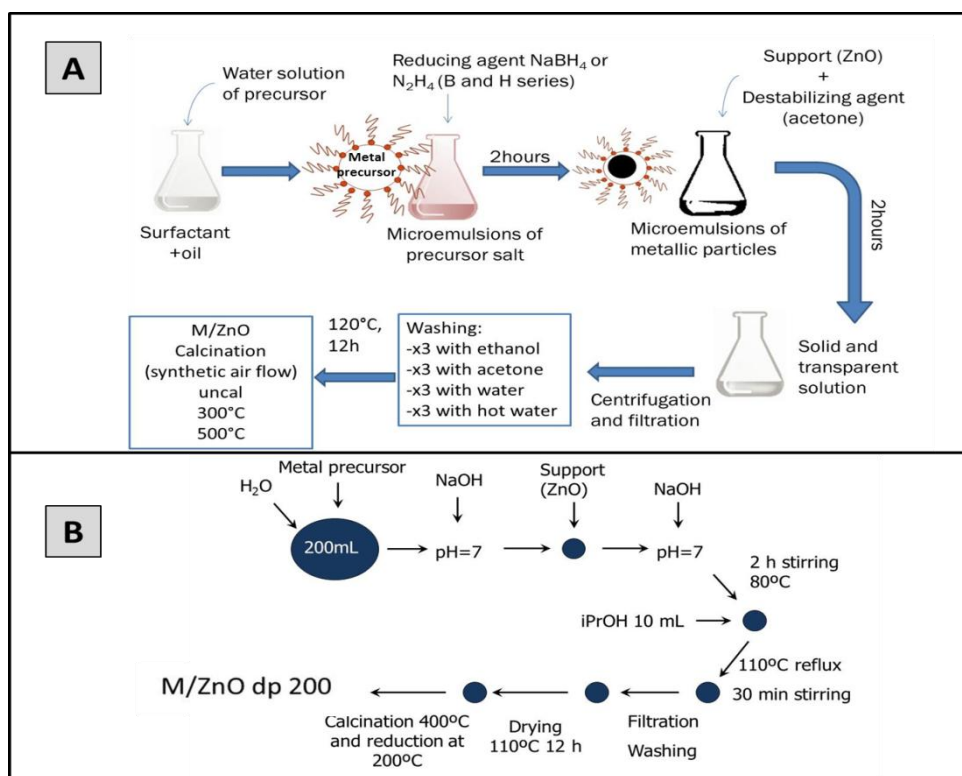 A
Water solution
of precursor
Surfactant
+oil
Metal
precursor
Reducing agent NaBH₄ or
N₂H₄ (B and H series)
Microemulsions of
precursor salt
2hours
Microemulsions of
metallic particles
Support (ZnO)
+
Destabilizing agent
(acetone)
2hours
Solid and
transparent
solution
Centrifugation
and filtration
Washing:
-x3 with ethanol
-x3 with acetone
-x3 with water
-x3 with hot water
120°C,
12h
M/ZnO
Calcination
(synthetic air flow)
uncal
300°C
500°C
B
H₂O
Metal precursor
200mL
NaOH
pH=7
Support
(ZnO)
NaOH
pH=7
2 h stirring
80ºC
iPrOH 10 mL
110ºC reflux
30 min stirring
Filtration
Washing
Drying
110ºC 12 h
Calcination 400ºC
and reduction at
200ºC
M/ZnO dp 200